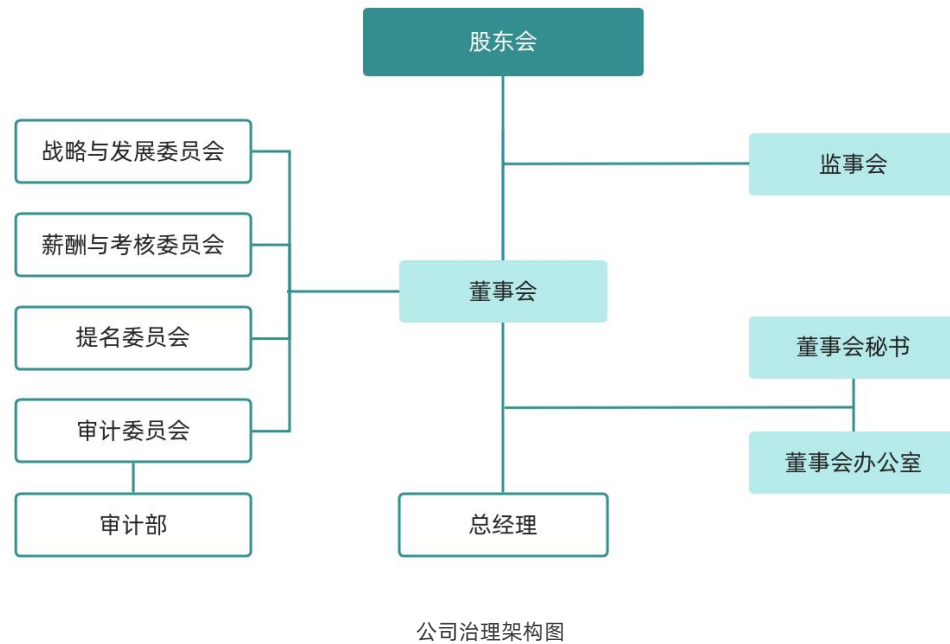 股东会
战略与发展委员会
监事会
薪酬与考核委员会
董事会
提名委员会
董事会秘书
审计委员会
董事会办公室
审计部
总经理
公司治理架构图